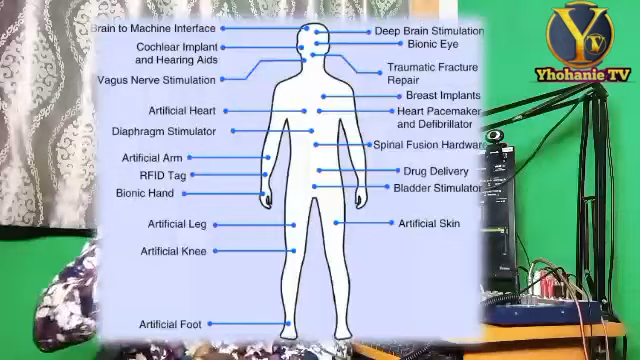 Brain to Machine Interface
Cochlear Implant
and Hearing Aids
Vagus Nerve Stimulation
Artificial Heart
Diaphragm Stimulator
Artificial Arm
RFID Tag
Bionic Hand
Artificial Leg
Artificial Knee
Artificial Foot
Deep Brain Stimulation
Bionic Eye
Traumatic Fracture
Repair
Breast Implants
Heart Pacemaker
and Defibrillator
Spinal Fusion Hardware
Drug Delivery
Bladder Stimulator
Artificial Skin
Y TV
Yhohanie TV